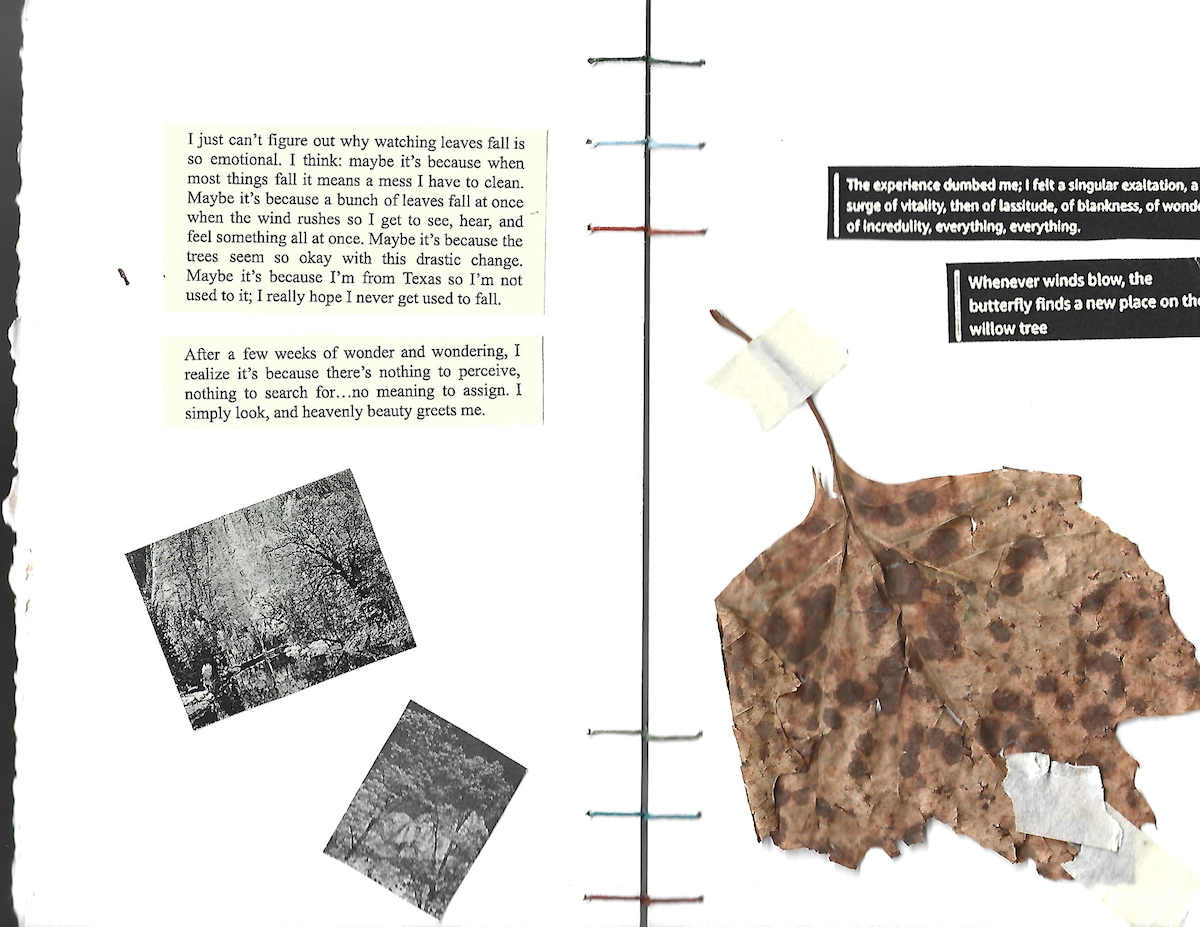 I just can't figure out why watching leaves fall is
so emotional. I think: maybe it's because when
most things fall it means a mess I have to clean.
Maybe it's because a bunch of leaves fall at once
when the wind rushes so I get to see, hear, and
feel something all at once. Maybe it's because the
trees seem so okay with this drastic change.
Maybe it's because I'm from Texas so I'm not
used to it; I really hope I never get used to fall.
After a few weeks of wonder and wondering, I
realize it's because there's nothing to perceive,
nothing to search for…no meaning to assign. I
simply look, and heavenly beauty greets me.
The experience dumbed me; I felt a singular exaltation, a
surge of vitality, then of lassitude, of blankness, of
of incredulity, everything, everything.
Whenever winds blow, the
butterfly finds a new place on
willow tree